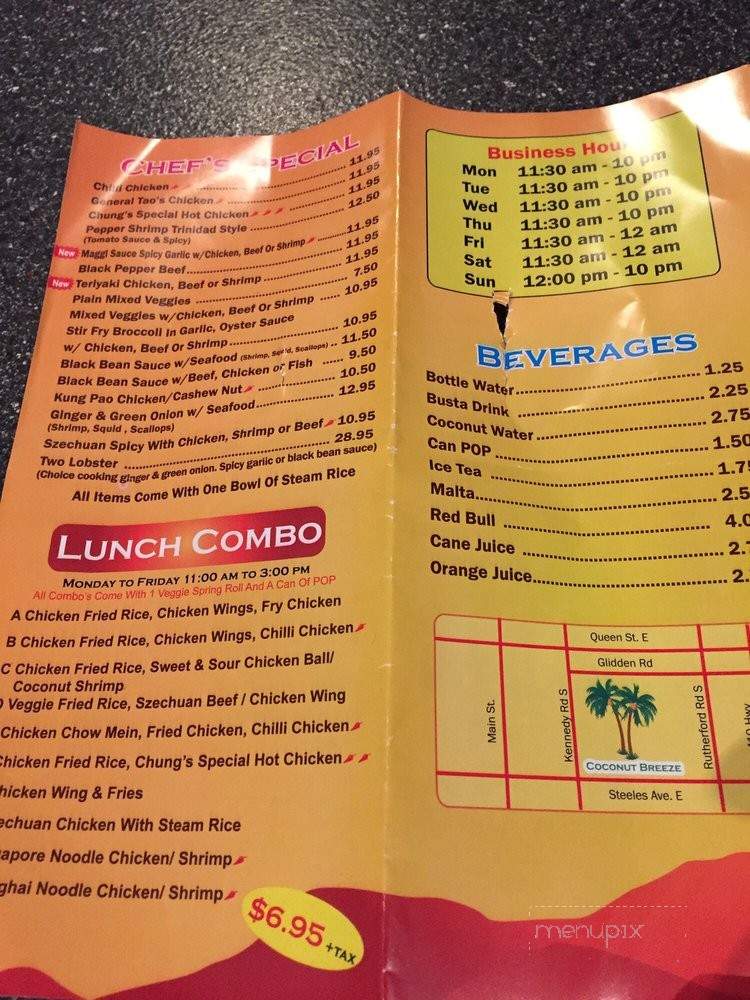 CHEF'S SPECIAL
Chilli Chicken 11.95
General Tao's Chicken 11.95
Chung's Special Hot Chicken 11.95
Pepper Shrimp Trinidad Style 12.50
(Tomato Sauce & Spicy)
New Maggi Sauce Spicy Garlic w/Chicken, Beef Or Shrimp 11.95
Black Pepper Beef 11.95
New Teriyaki Chicken, Beef or Shrimp 11.95
Plain Mixed Veggies 7.50
Mixed Veggies w/Chicken, Beef Or Shrimp 10.95
Stir Fry Broccoli In Garlic, Oyster Sauce
w/ Chicken, Beef Or Shrimp 10.95
Black Bean Sauce w/Seafood (Shrimp, Squid, Scallops) 11.50
Black Bean Sauce w/Beef, Chicken or Fish 9.50
Kung Pao Chicken/Cashew Nut 10.50
Ginger & Green Onion w/ Seafood 12.95
(Shrimp, Squid , Scallops)
Szechuan Spicy With Chicken, Shrimp or Beef 10.95
Two Lobster 28.95
(Choice cooking ginger & green onion. Spicy garlic or black bean sauce)
All Items Come With One Bowl Of Steam Rice
LUNCH COMBO
MONDAY TO FRIDAY 11:00 AM TO 3:00 PM
All Combo's Come With 1 Veggie Spring Roll And A Can Of POP
A Chicken Fried Rice, Chicken Wings, Fry Chicken
B Chicken Fried Rice, Chicken Wings, Chilli Chicken
C Chicken Fried Rice, Sweet & Sour Chicken Ball/
Coconut Shrimp
Veggie Fried Rice, Szechuan Beef / Chicken Wing
Chicken Chow Mein, Fried Chicken, Chilli Chicken
Chicken Fried Rice, Chung's Special Hot Chicken
hicken Wing & Fries
echuan Chicken With Steam Rice
apore Noodle Chicken/ Shrimp
ghai Noodle Chicken/ Shrimp
$6.95 +TAX
Business Hou
Mon 11:30 am - 10 pm
Tue 11:30 am - 10 pm
Wed 11:30 am - 10 pm
Thu 11:30 am - 10 pm
Fri 11:30 am - 12 am
Sat 11:30 am - 12 am
Sun 12:00 pm - 10 pm
BEVERAGES
Bottle Water 1.25
Busta Drink 2.25
Coconut Water 2.75
Can POP 1.50
Ice Tea 1.7
Malta 2.5
Red Bull 4.0
Cane Juice 2.
Orange Juice 2.
Queen St. E
Glidden Rd
Main St.
Kennedy Rd S
Rutherford Rd S
Hwy
COCONUT BREEZE
Steeles Ave. E
menupix